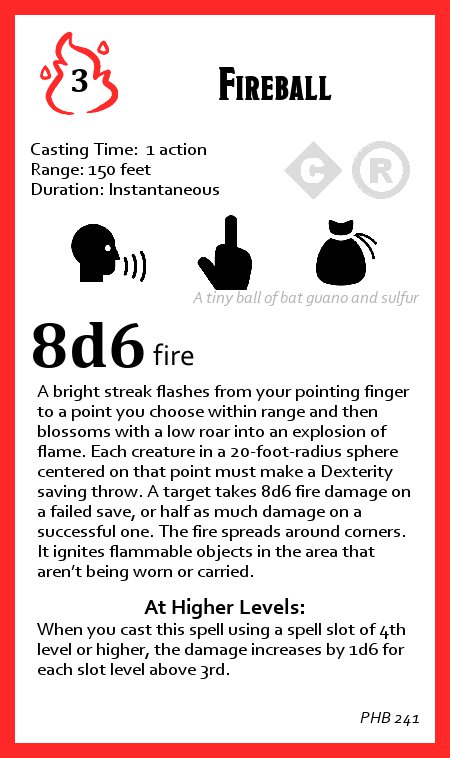 3
Fireball
Casting Time: 1 action
Range: 150 feet
Duration: Instantaneous
C R
A tiny ball of bat guano and sulfur
8d6 fire
A bright streak flashes from your pointing finger
to a point you choose within range and then
blossoms with a low roar into an explosion of
flame. Each creature in a 20-foot-radius sphere
centered on that point must make a Dexterity
saving throw. A target takes 8d6 fire damage on
a failed save, or half as much damage on a
successful one. The fire spreads around corners.
It ignites flammable objects in the area that
aren’t being worn or carried.
At Higher Levels:
When you cast this spell using a spell slot of 4th
level or higher, the damage increases by 1d6 for
each slot level above 3rd.
PHB 241